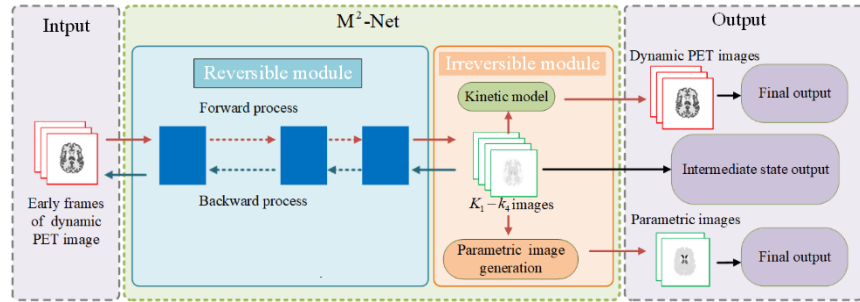 Intput
M²-Net
Output
Reversible module
Irreversible module
Dynamic PET images
Forward process
Kinetic model
Final output
Early frames
of dynamic
PET image
Backward process
K₁ – k₄ images
Intermediate state output
Parametric images
Parametric image
generation
Final output